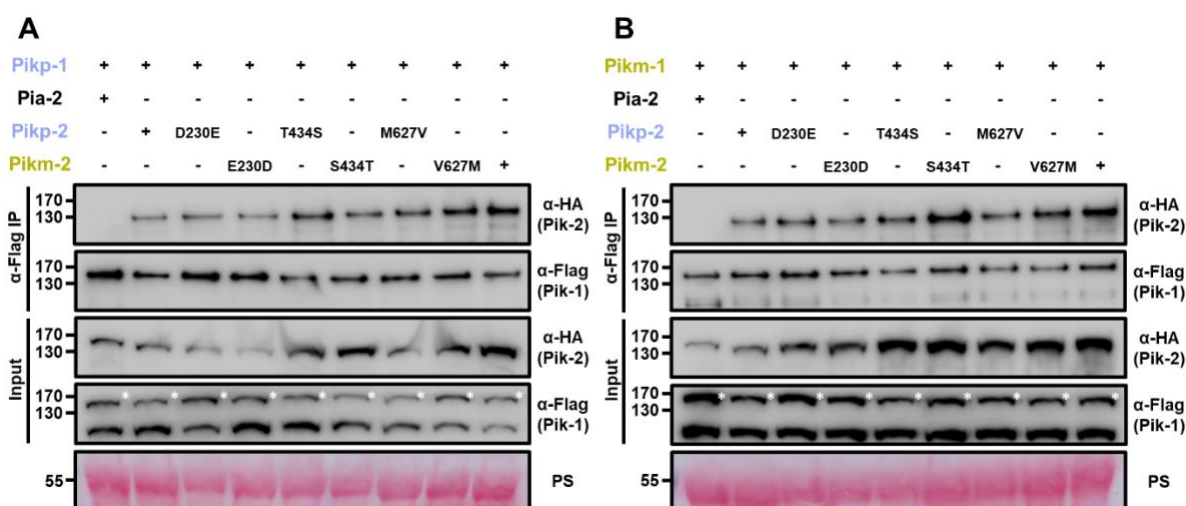 A
Pikp-1 + + + + + + + + +
Pia-2 + - - - - - - - -
Pikp-2 - + D230E - T434S - M627V - -
Pikm-2 - - - E230D - S434T - V627M +
α-Flag IP
170
130
α-HA
(Pik-2)
170
130
α-Flag
(Pik-1)
Input
170
130
α-HA
(Pik-2)
170
130
* * * * * * * * *
α-Flag
(Pik-1)
55
PS
B
Pikm-1 + + + + + + + + +
Pia-2 + - - - - - - - -
Pikp-2 - + D230E - T434S - M627V - -
Pikm-2 - - - E230D - S434T - V627M +
α-Flag IP
170
130
α-HA
(Pik-2)
170
130
α-Flag
(Pik-1)
Input
170
130
α-HA
(Pik-2)
170
130
* * * * * * * * *
α-Flag
(Pik-1)
55
PS